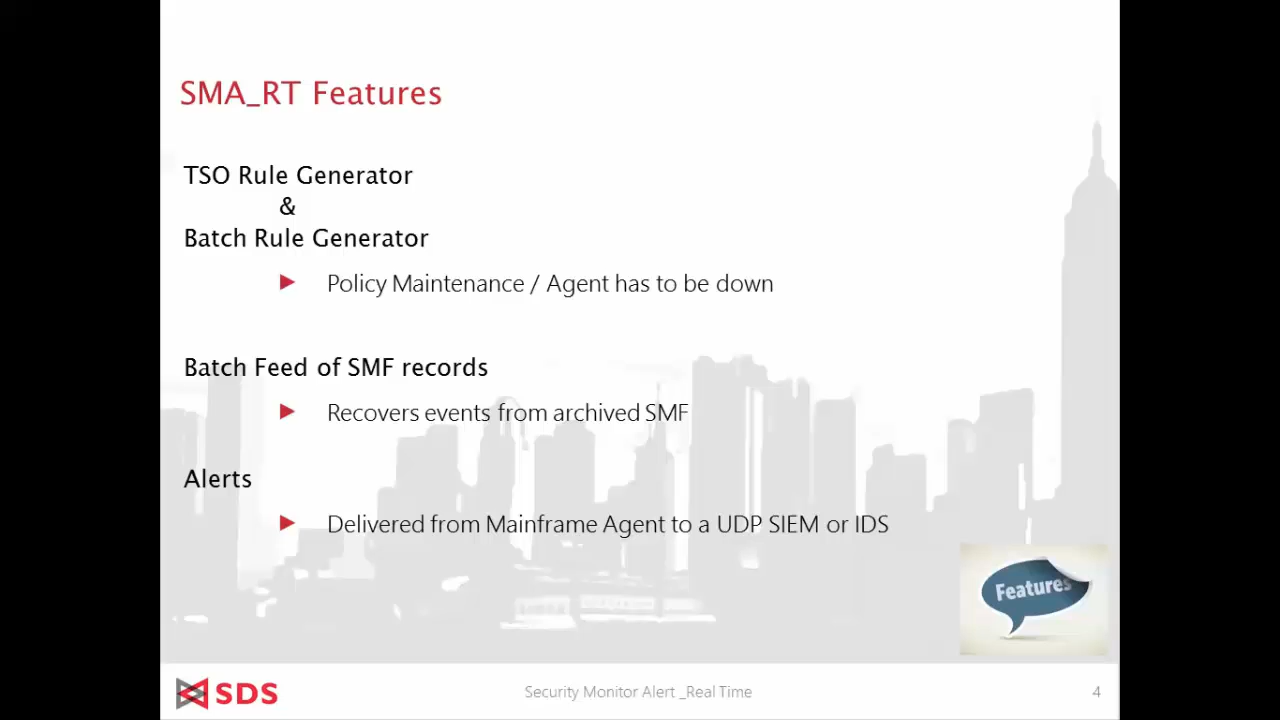 SMA_RT Features
TSO Rule Generator
&
Batch Rule Generator
Policy Maintenance / Agent has to be down
Batch Feed of SMF records
Recovers events from archived SMF
Alerts
Delivered from Mainframe Agent to a UDP SIEM or IDS
Features
SDS
Security Monitor Alert _Real Time
4